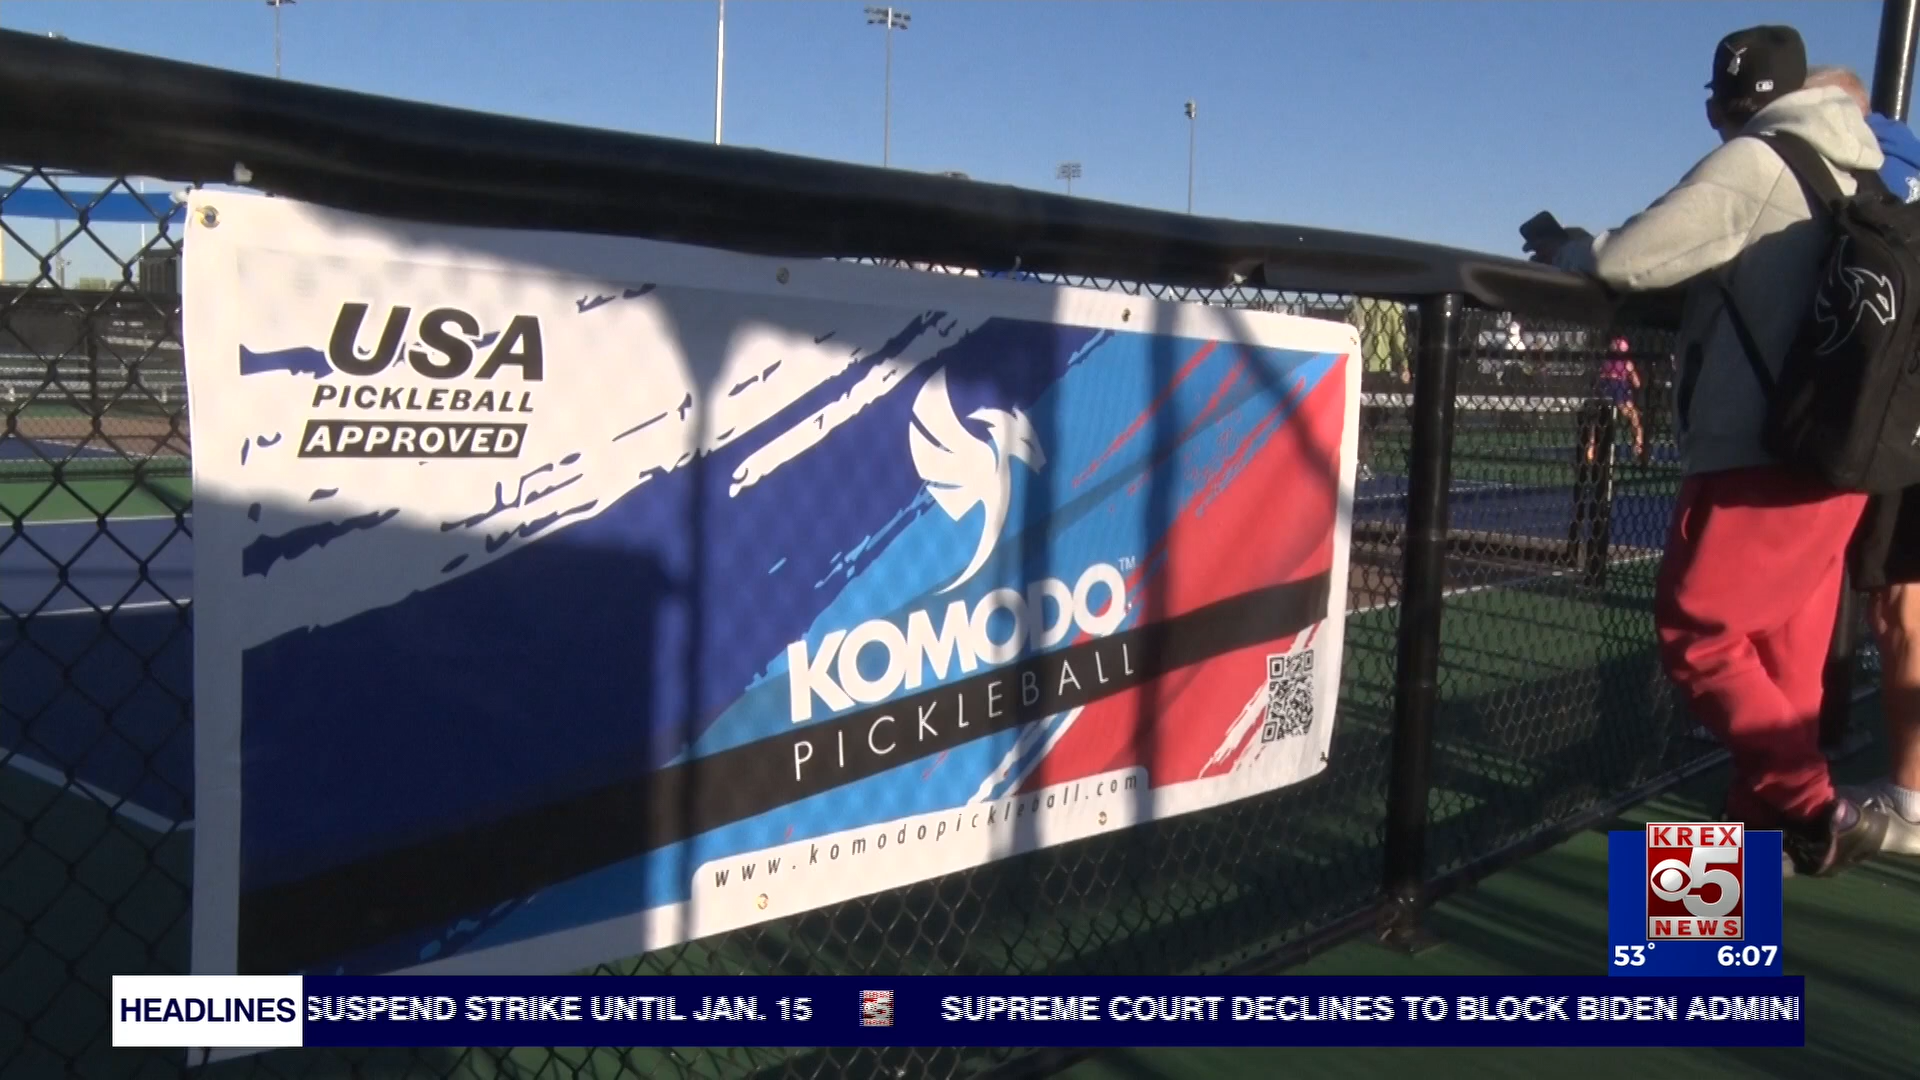 USA
PICKLEBALL
APPROVED
KOMODO™
PICKLEBALL
www.komodopickleball.com
KREX
5
NEWS
53° 6:07
HEADLINES SUSPEND STRIKE UNTIL JAN. 15 SUPREME COURT DECLINES TO BLOCK BIDEN ADMINI